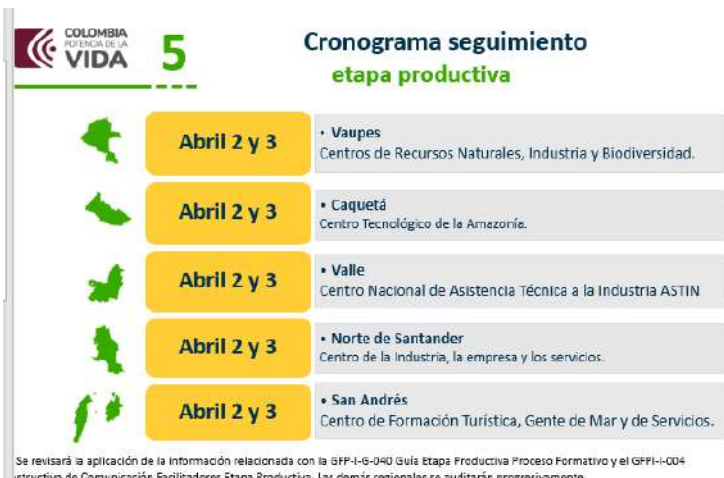 COLOMBIA
POTENCIA DE LA
VIDA
5
Cronograma seguimiento
etapa productiva
Abril 2 y 3
• Vaupes
Centros de Recursos Naturales, Industria y Biodiversidad.
Abril 2 y 3
• Caquetá
Centro Tecnológico de la Amazonía.
Abril 2 y 3
• Valle
Centro Nacional de Asistencia Técnica a la Industria ASTIN
Abril 2 y 3
• Norte de Santander
Centro de la Industria, la empresa y los servicios.
Abril 2 y 3
• San Andrés
Centro de Formación Turística, Gente de Mar y de Servicios.
Se revisará la aplicación de la información relacionada con la GFP-I-G-040 Guía Etapa Productiva Proceso Formativo y el GFPI-I-004
de Comunicación Facilitadores Etapa Productiva. Las demás regionales se auditarán progresivamente